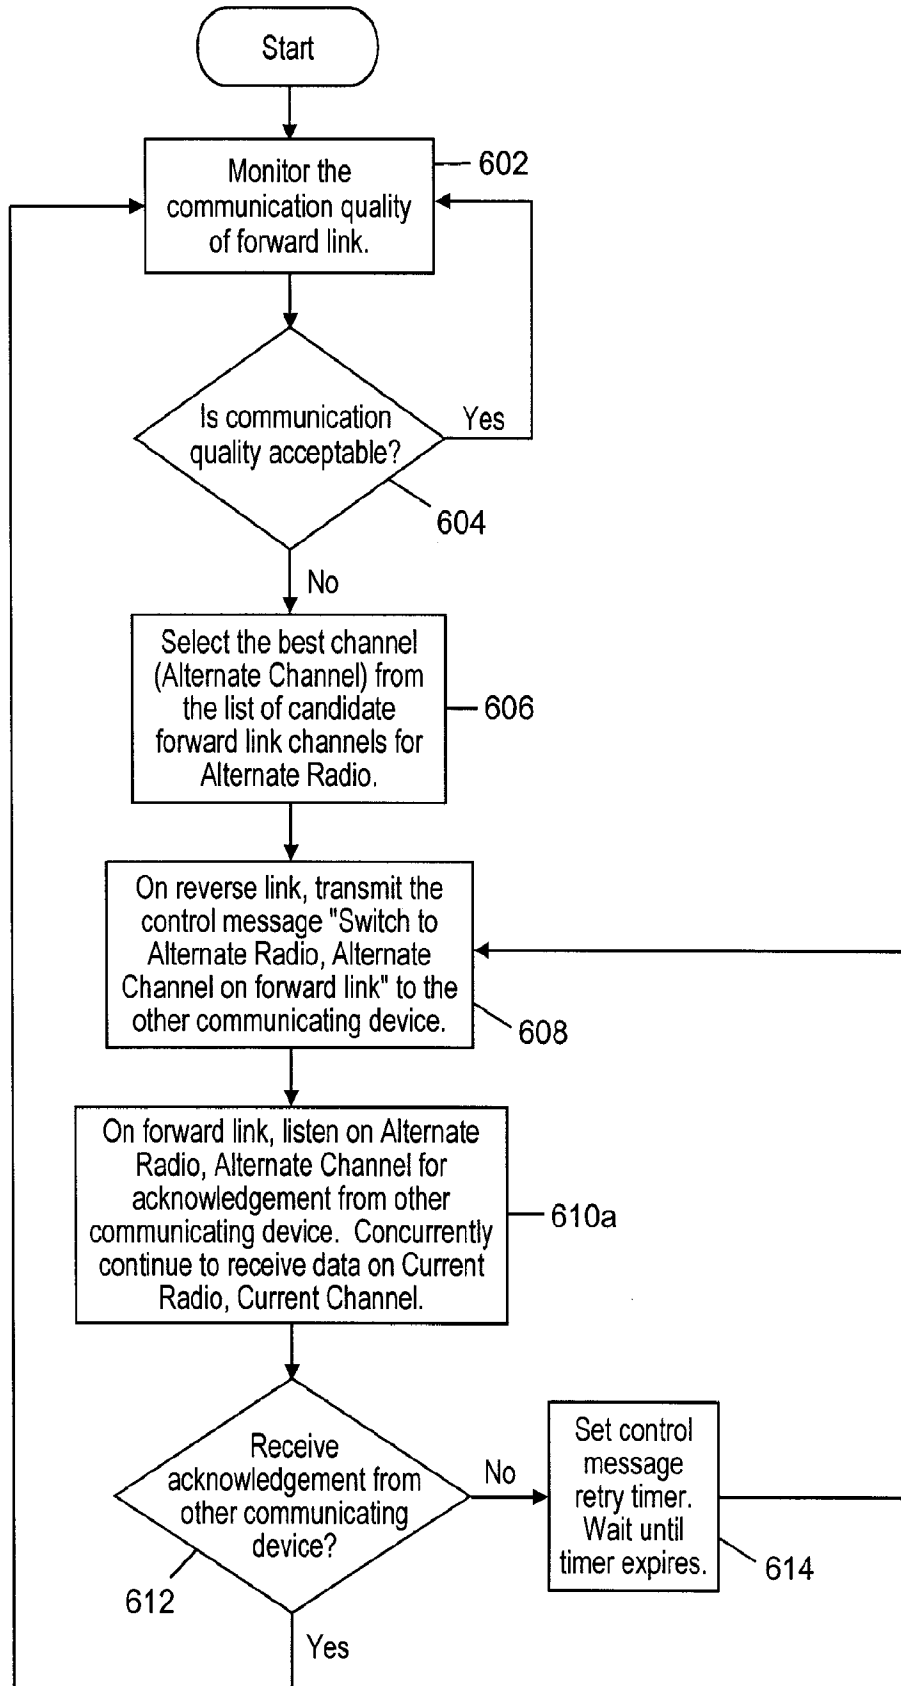 Start
Monitor the
communication quality
of forward link.
602
Is communication
quality acceptable?
Yes
604
No
Select the best channel
(Alternate Channel) from
the list of candidate
forward link channels for
Alternate Radio.
606
On reverse link, transmit the
control message "Switch to
Alternate Radio, Alternate
Channel on forward link" to the
other communicating device.
608
On forward link, listen on Alternate
Radio, Alternate Channel for
acknowledgement from other
communicating device. Concurrently
continue to receive data on Current
Radio, Current Channel.
610a
Receive
acknowledgement from
other communicating
device?
No
612
Set control
message
retry timer.
Wait until
timer expires.
614
Yes